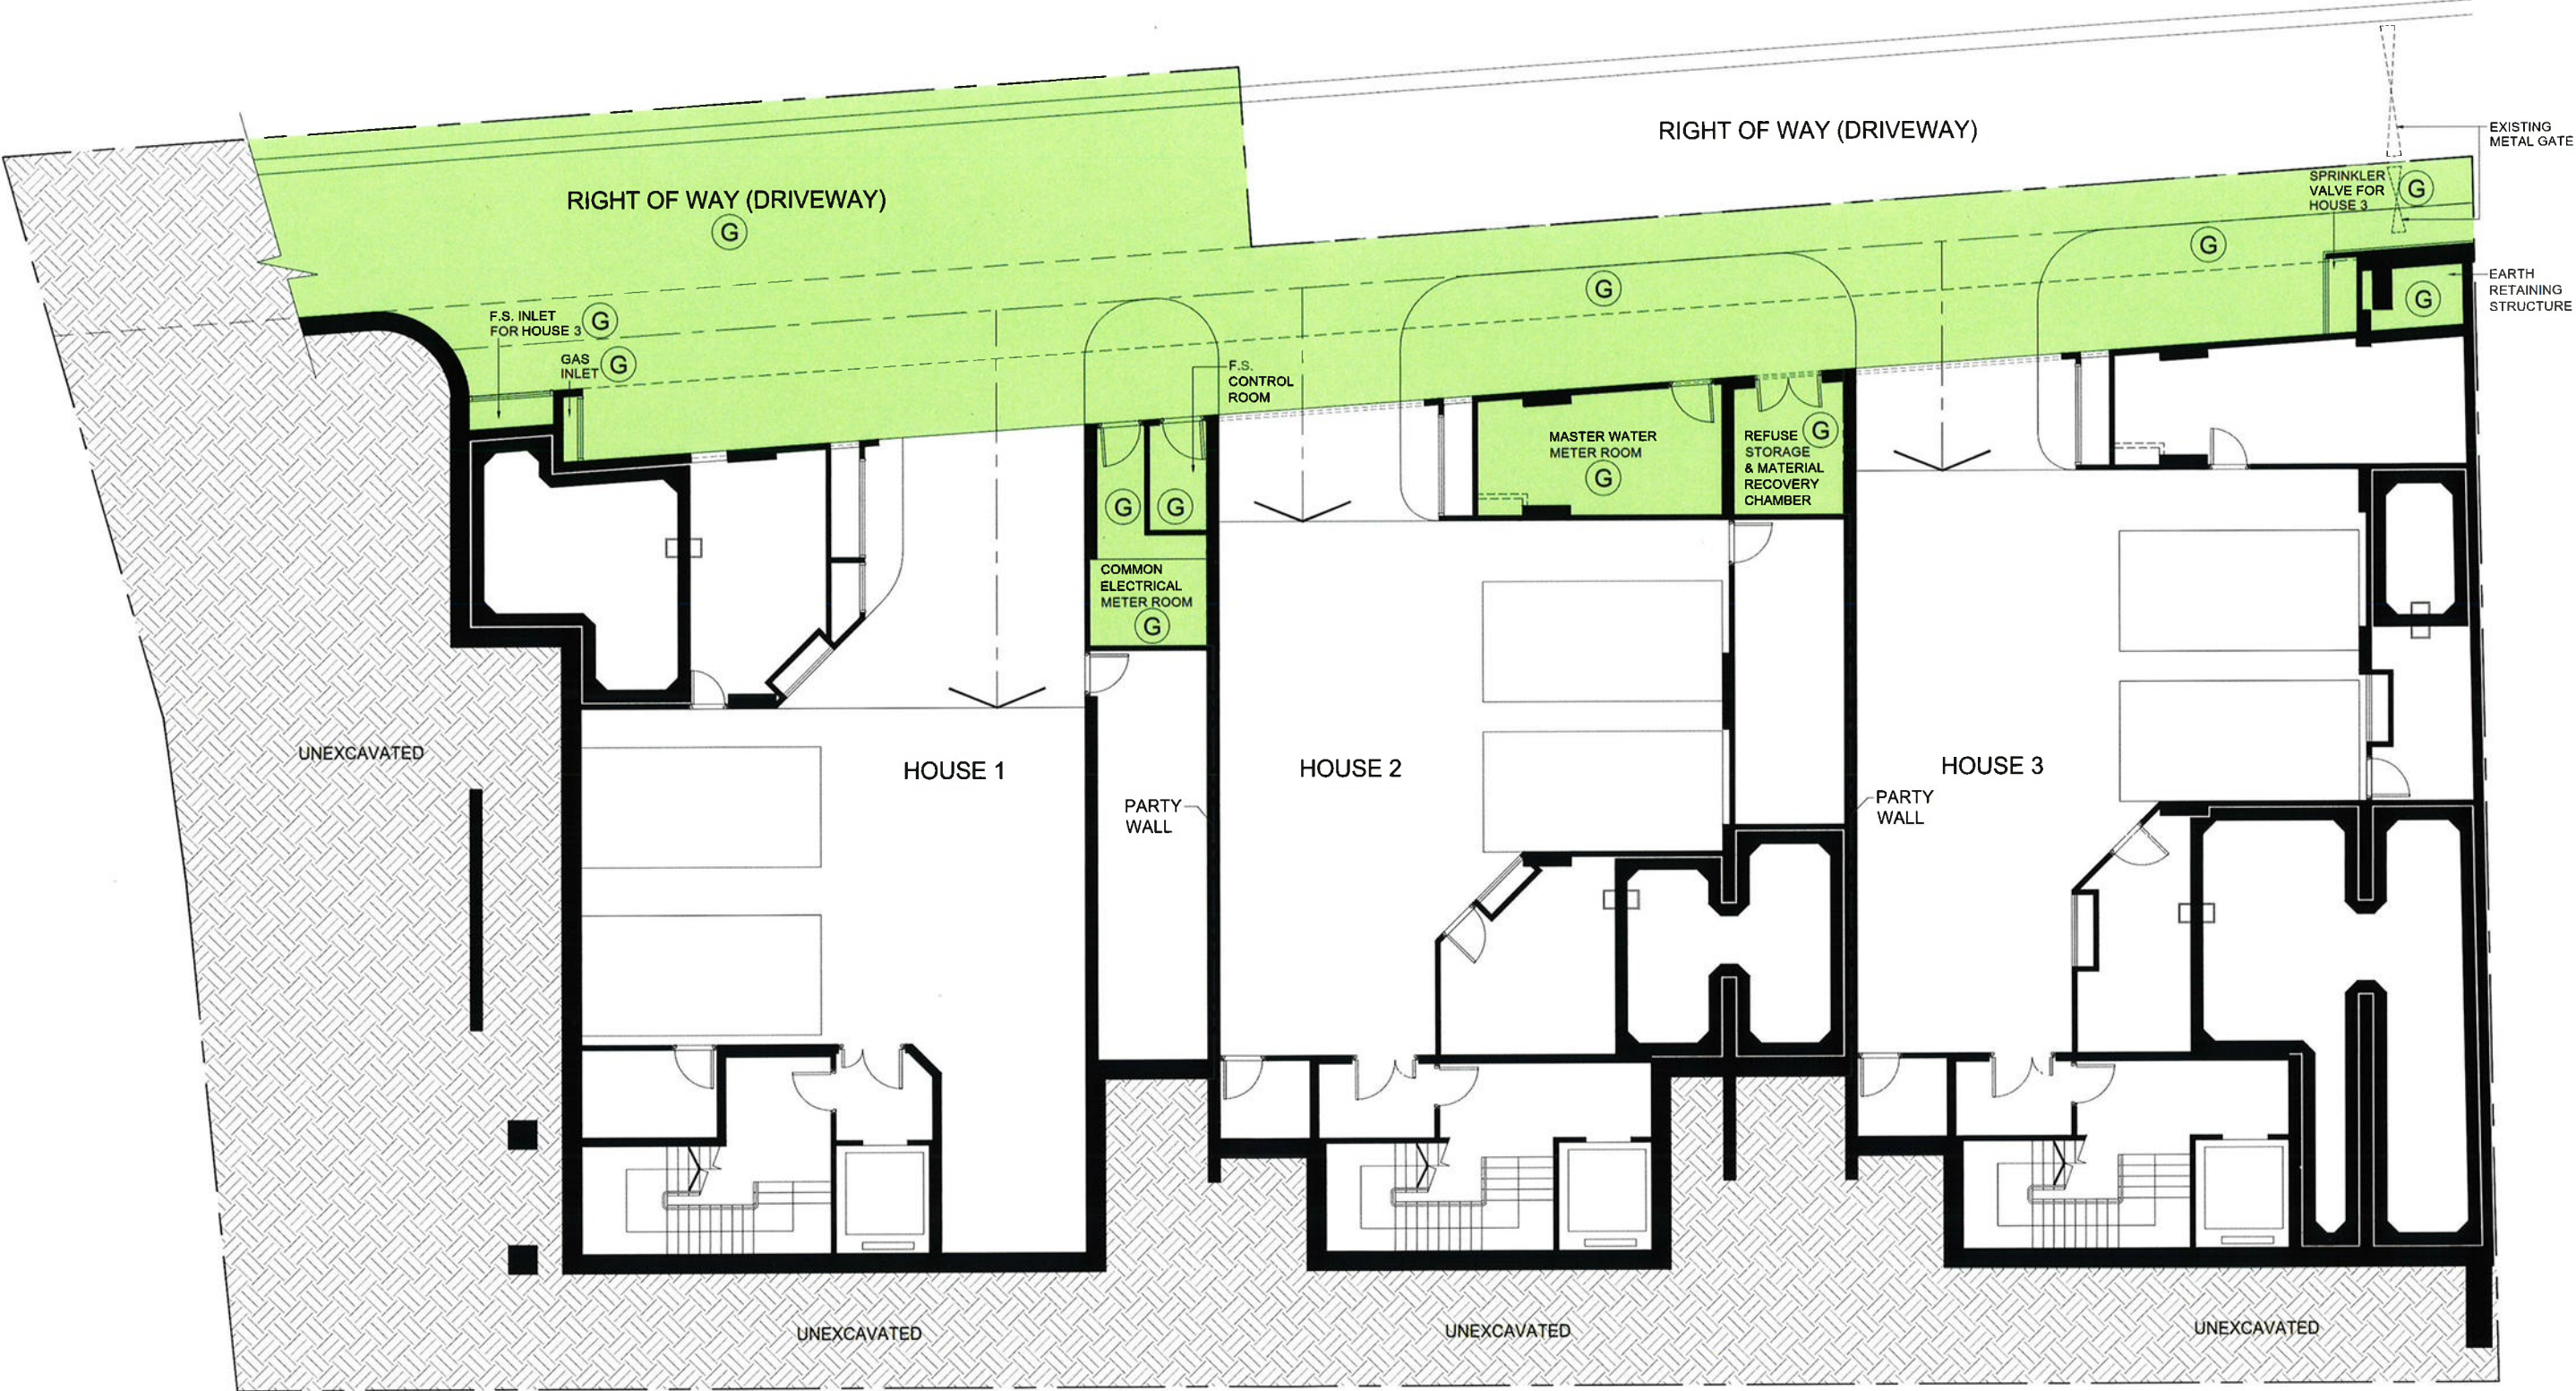 RIGHT OF WAY (DRIVEWAY)
EXISTING
METAL GATE
SPRINKLER
VALVE FOR
HOUSE 3
G
RIGHT OF WAY (DRIVEWAY)
G
G
EARTH
RETAINING
STRUCTURE
G
G
F.S. INLET
FOR HOUSE 3
G
GAS
INLET
G
F.S.
CONTROL
ROOM
MASTER WATER
METER ROOM
G
REFUSE
STORAGE
& MATERIAL
RECOVERY
CHAMBER
G
G
G
COMMON
ELECTRICAL
METER ROOM
G
UNEXCAVATED
HOUSE 1
HOUSE 2
HOUSE 3
PARTY
WALL
PARTY
WALL
UNEXCAVATED
UNEXCAVATED
UNEXCAVATED